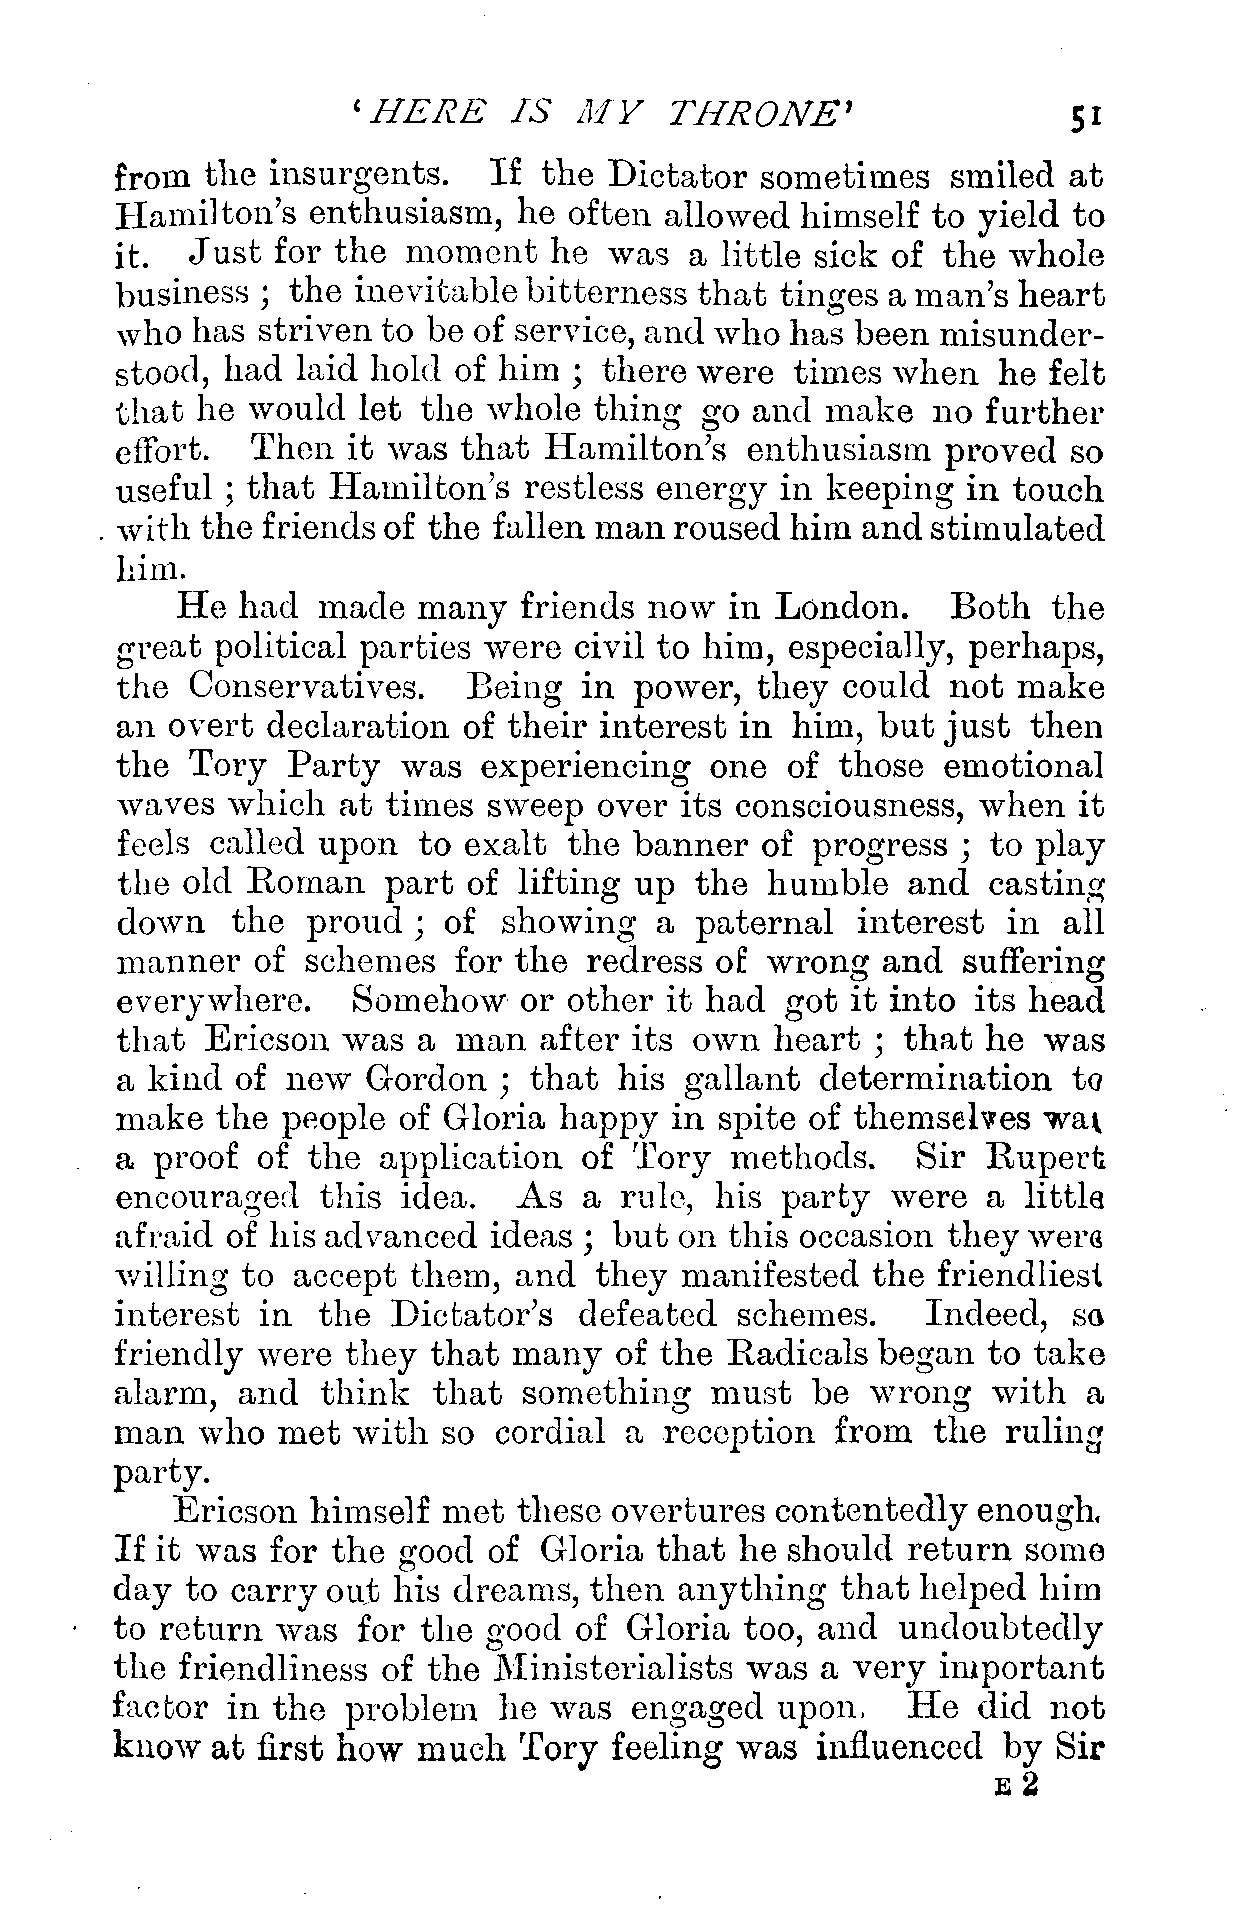 ‘HERE IS MY THRONE’ 51
from the insurgents. If the Dictator sometimes smiled at
Hamilton’s enthusiasm, he often allowed himself to yield to
it. Just for the moment he was a little sick of the whole
business ; the inevitable bitterness that tinges a man’s heart
who has striven to be of service, and who has been misunder-
stood, had laid hold of him ; there were times when he felt
that he would let the whole thing go and make no further
effort. Then it was that Hamilton’s enthusiasm proved so
useful ; that Hamilton’s restless energy in keeping in touch
with the friends of the fallen man roused him and stimulated
him.
He had made many friends now in London. Both the
great political parties were civil to him, especially, perhaps,
the Conservatives. Being in power, they could not make
an overt declaration of their interest in him, but just then
the Tory Party was experiencing one of those emotional
waves which at times sweep over its consciousness, when it
feels called upon to exalt the banner of progress ; to play
the old Roman part of lifting up the humble and casting
down the proud ; of showing a paternal interest in all
manner of schemes for the redress of wrong and suffering
everywhere. Somehow or other it had got it into its head
that Ericson was a man after its own heart ; that he was
a kind of new Gordon ; that his gallant determination to
make the people of Gloria happy in spite of themselves was
a proof of the application of Tory methods. Sir Rupert
encouraged this idea. As a rule, his party were a little
afraid of his advanced ideas ; but on this occasion they were
willing to accept them, and they manifested the friendliest
interest in the Dictator’s defeated schemes. Indeed, so
friendly were they that many of the Radicals began to take
alarm, and think that something must be wrong with a
man who met with so cordial a reception from the ruling
party.
Ericson himself met these overtures contentedly enough.
If it was for the good of Gloria that he should return some
day to carry out his dreams, then anything that helped him
to return was for the good of Gloria too, and undoubtedly
the friendliness of the Ministerialists was a very important
factor in the problem he was engaged upon. He did not
know at first how much Tory feeling was influenced by Sir
E 2